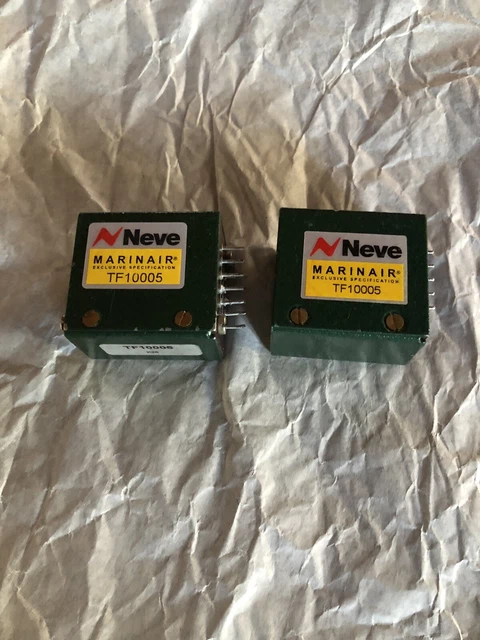 Neve
MARINAIR®
EXCLUSIVE SPECIFICATION
TF10005
TF10005
Neve
MARINAIR®
EXCLUSIVE SPECIFICATION
TF10005